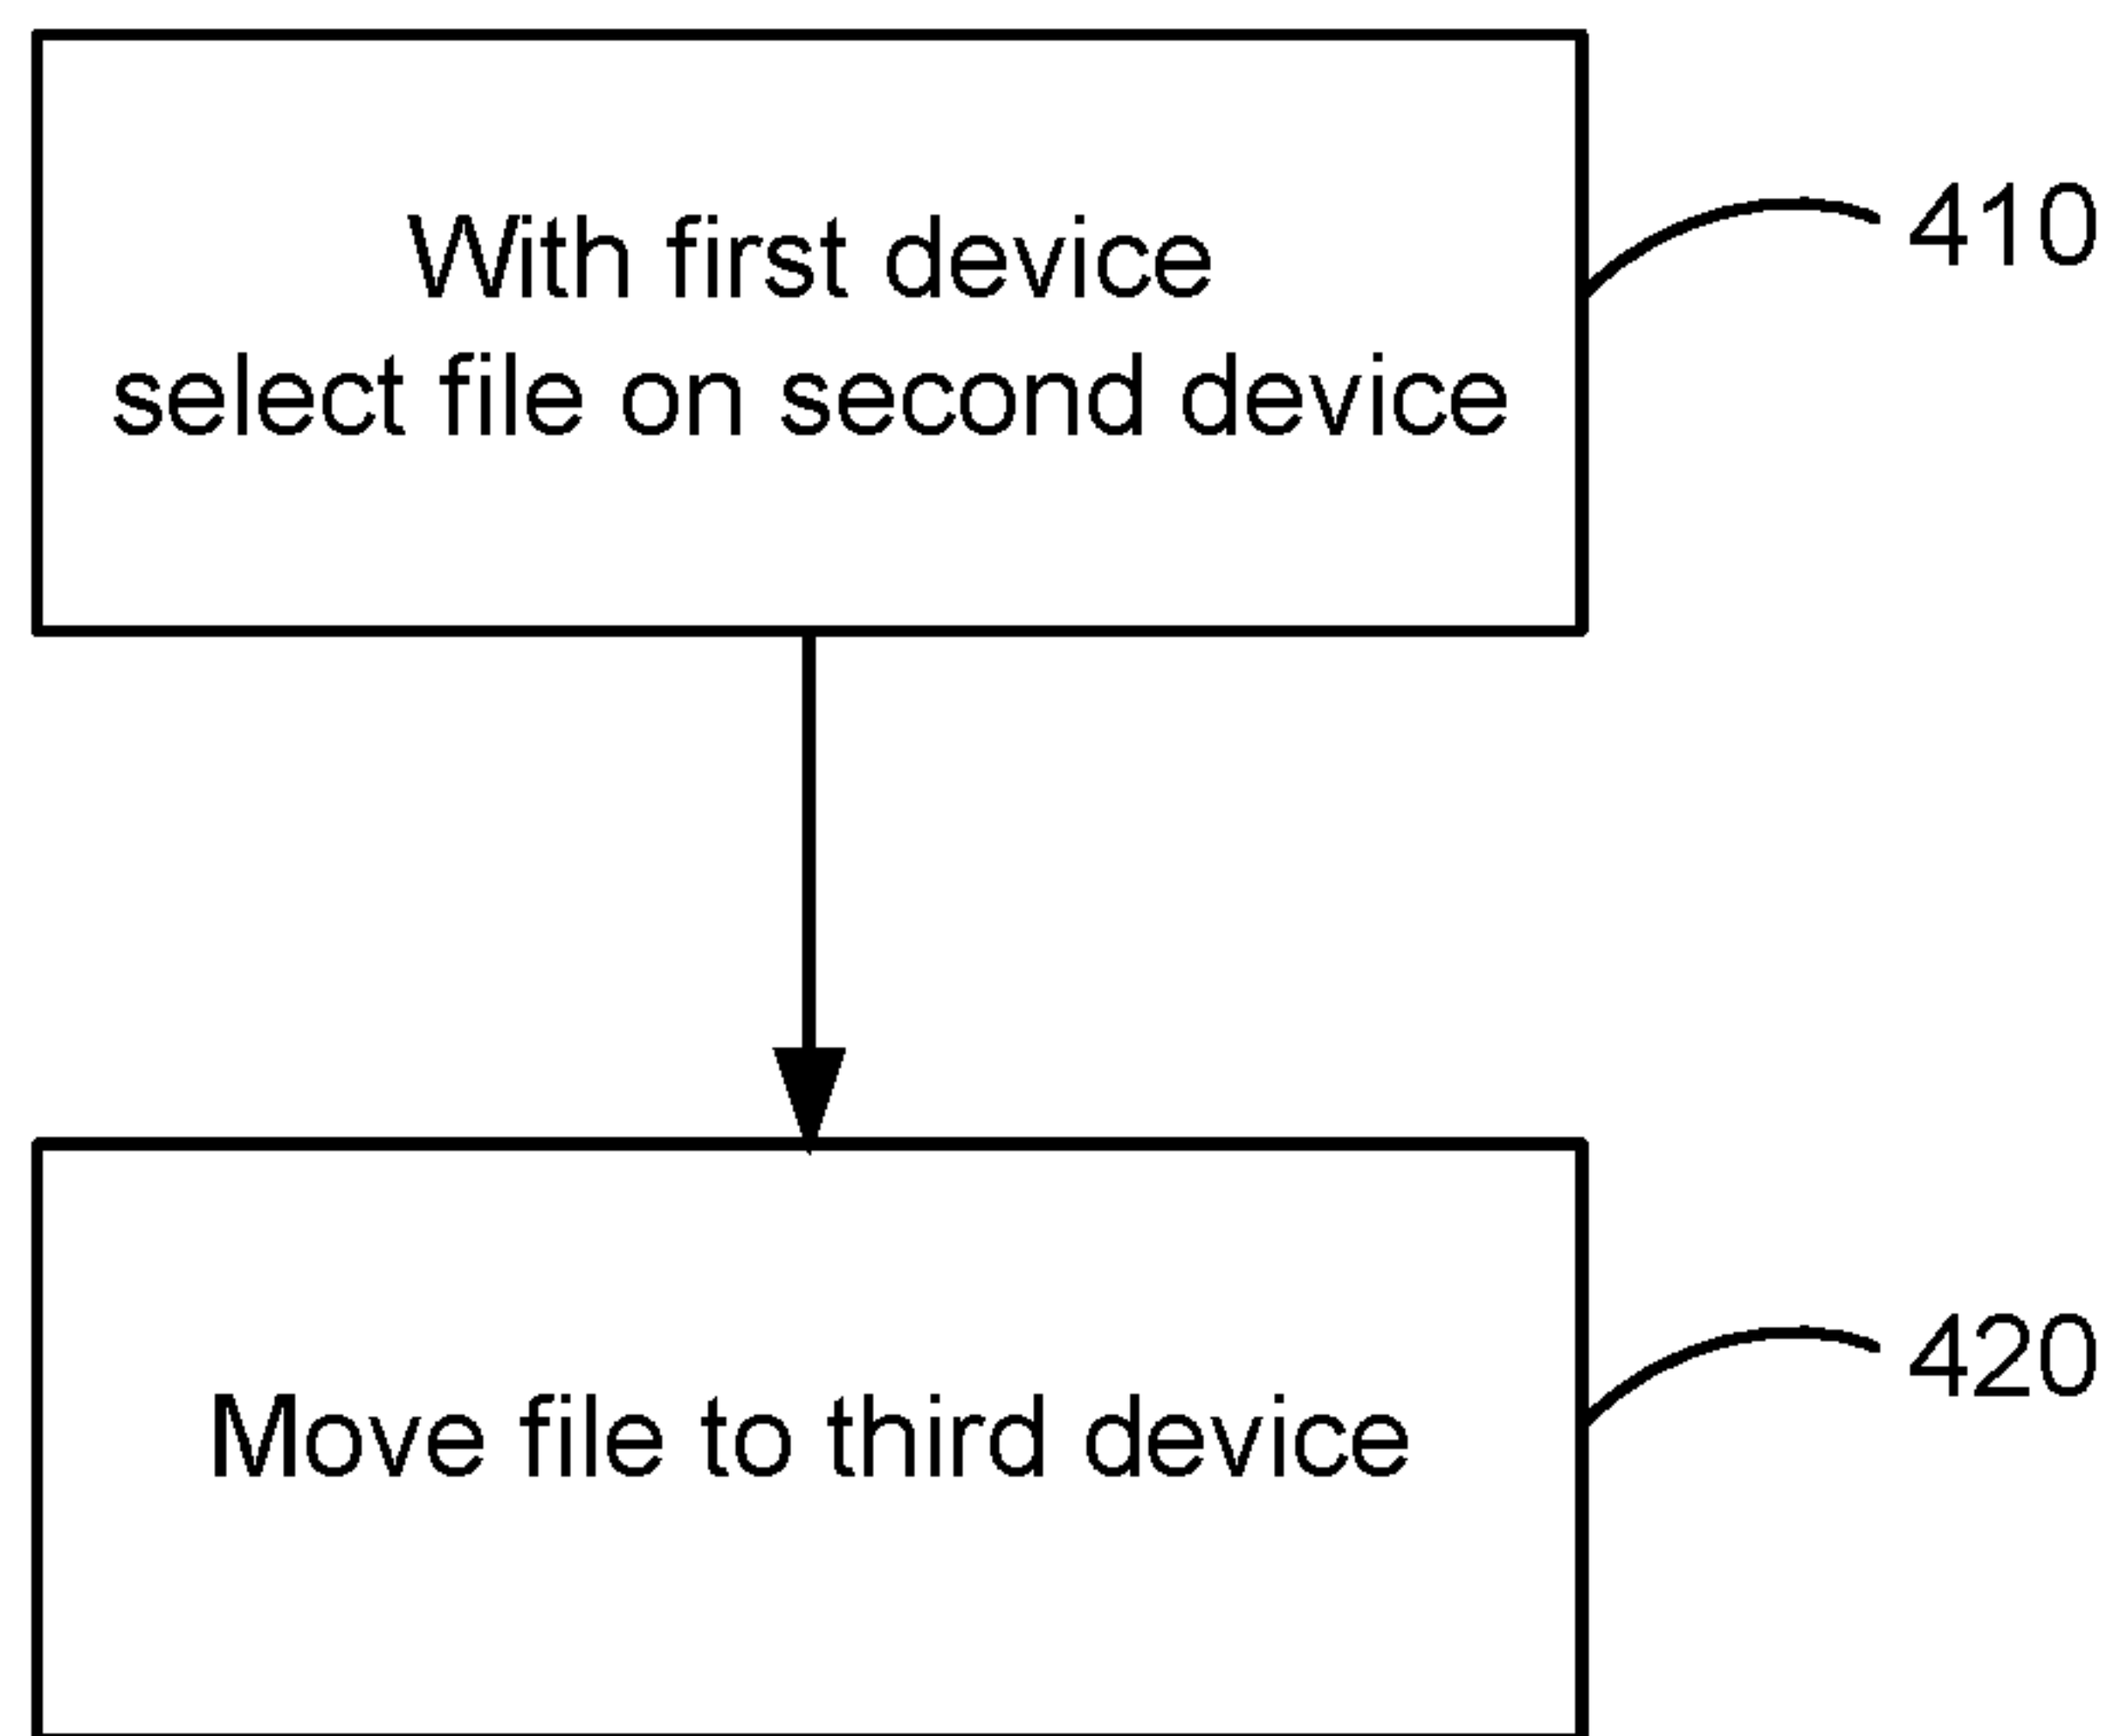 With first device
select file on second device
410
Move file to third device
420